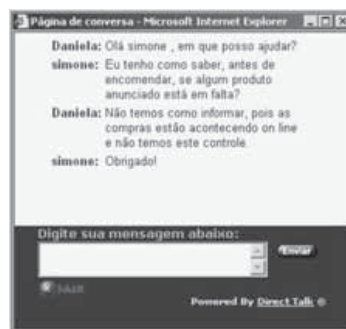 Página de conversa - Microsoft Internet Explorer
Daniela: Olá simone , em que posso ajudar?
simone: Eu tenho como saber, antes de
encomendar, se algum produto
anunciado está em falta?
Daniela: Não temos como informar, pois as
compras estão acontecendo on line
e não temos este controle.
simone: Obrigado!
Digite sua mensagem abaixo:
Enviar
SAIR
Powered By Direct Talk ®